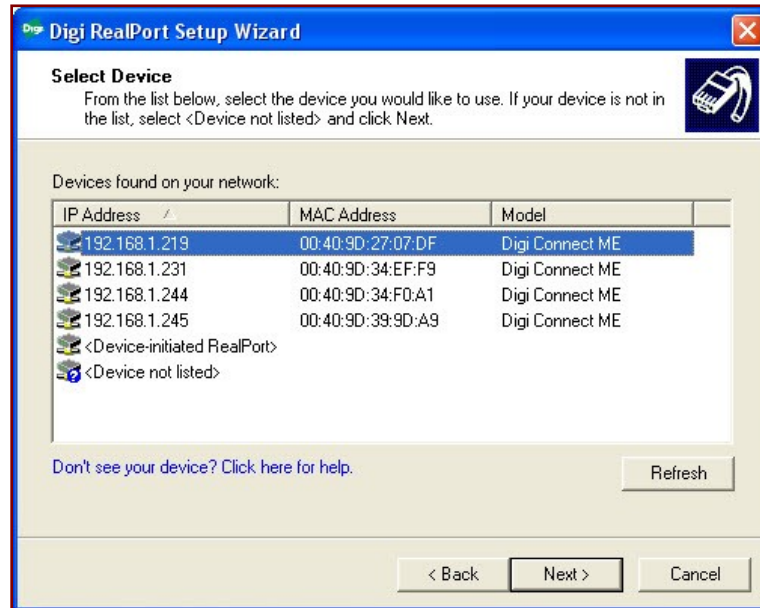 Digi Digi RealPort Setup Wizard
Select Device
From the list below, select the device you would like to use. If your device is not in
the list, select <Device not listed> and click Next.
Devices found on your network:
IP Address MAC Address Model
192.168.1.219 00:40:9D:27:07:DF Digi Connect ME
192.168.1.231 00:40:9D:34:EF:F9 Digi Connect ME
192.168.1.244 00:40:9D:34:F0:A1 Digi Connect ME
192.168.1.245 00:40:9D:39:9D:A9 Digi Connect ME
<Device-initiated RealPort>
<Device not listed>
Don't see your device? Click here for help.
Refresh
< Back Next > Cancel